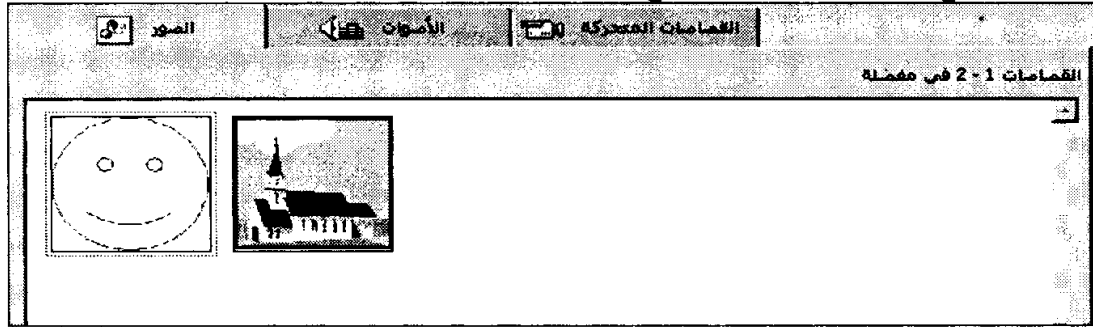 الصور الأصوات القصاصات المتحركة
القصاصات 1 - 2 في مفضلة